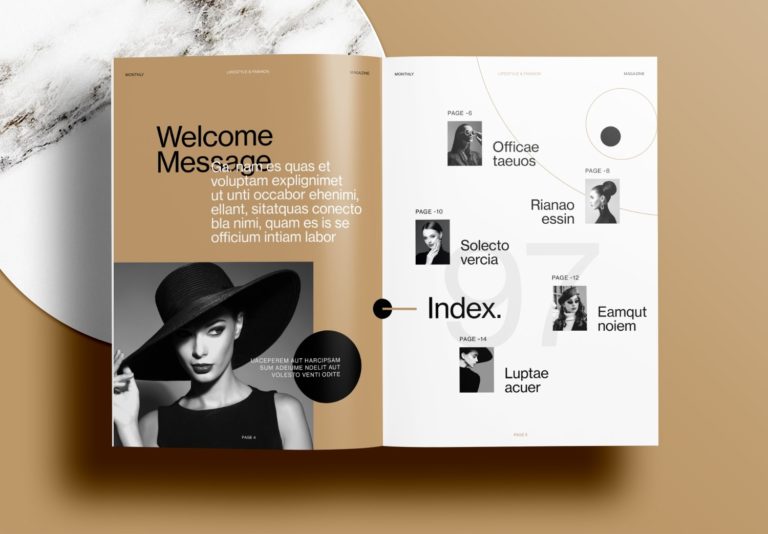 MONTHLY
LIFESTYLE & FASHION
MAGAZINE
Welcome
Message
Ga. nam es quas et
voluptam explignimet
ut unti occabor ehenimi,
ellant, sitatquas conecto
bla nimi, quam es is se
officium intiam labor
UACEPEREM AUT HARCIPSAM
SUM ADEIUME NDELIT AUT
VOLESTO VENTI ODITE
PAGE 4
MONTHLY
LIFESTYLE & FASHION
MAGAZINE
PAGE -6
Officae
taeuos
PAGE -8
Rianao
essin
PAGE -10
Solecto
vercia
97
PAGE -12
Eamqut
noiem
Index.
PAGE -14
Luptae
acuer
PAGE 5